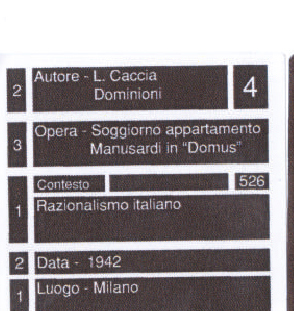 2 Autore - L. Caccia 4
Dominioni
3 Opera - Soggiorno appartamento
Manusardi in "Domus"
Contesto 526
1 Razionalismo italiano
2 Data - 1942
1 Luogo - Milano